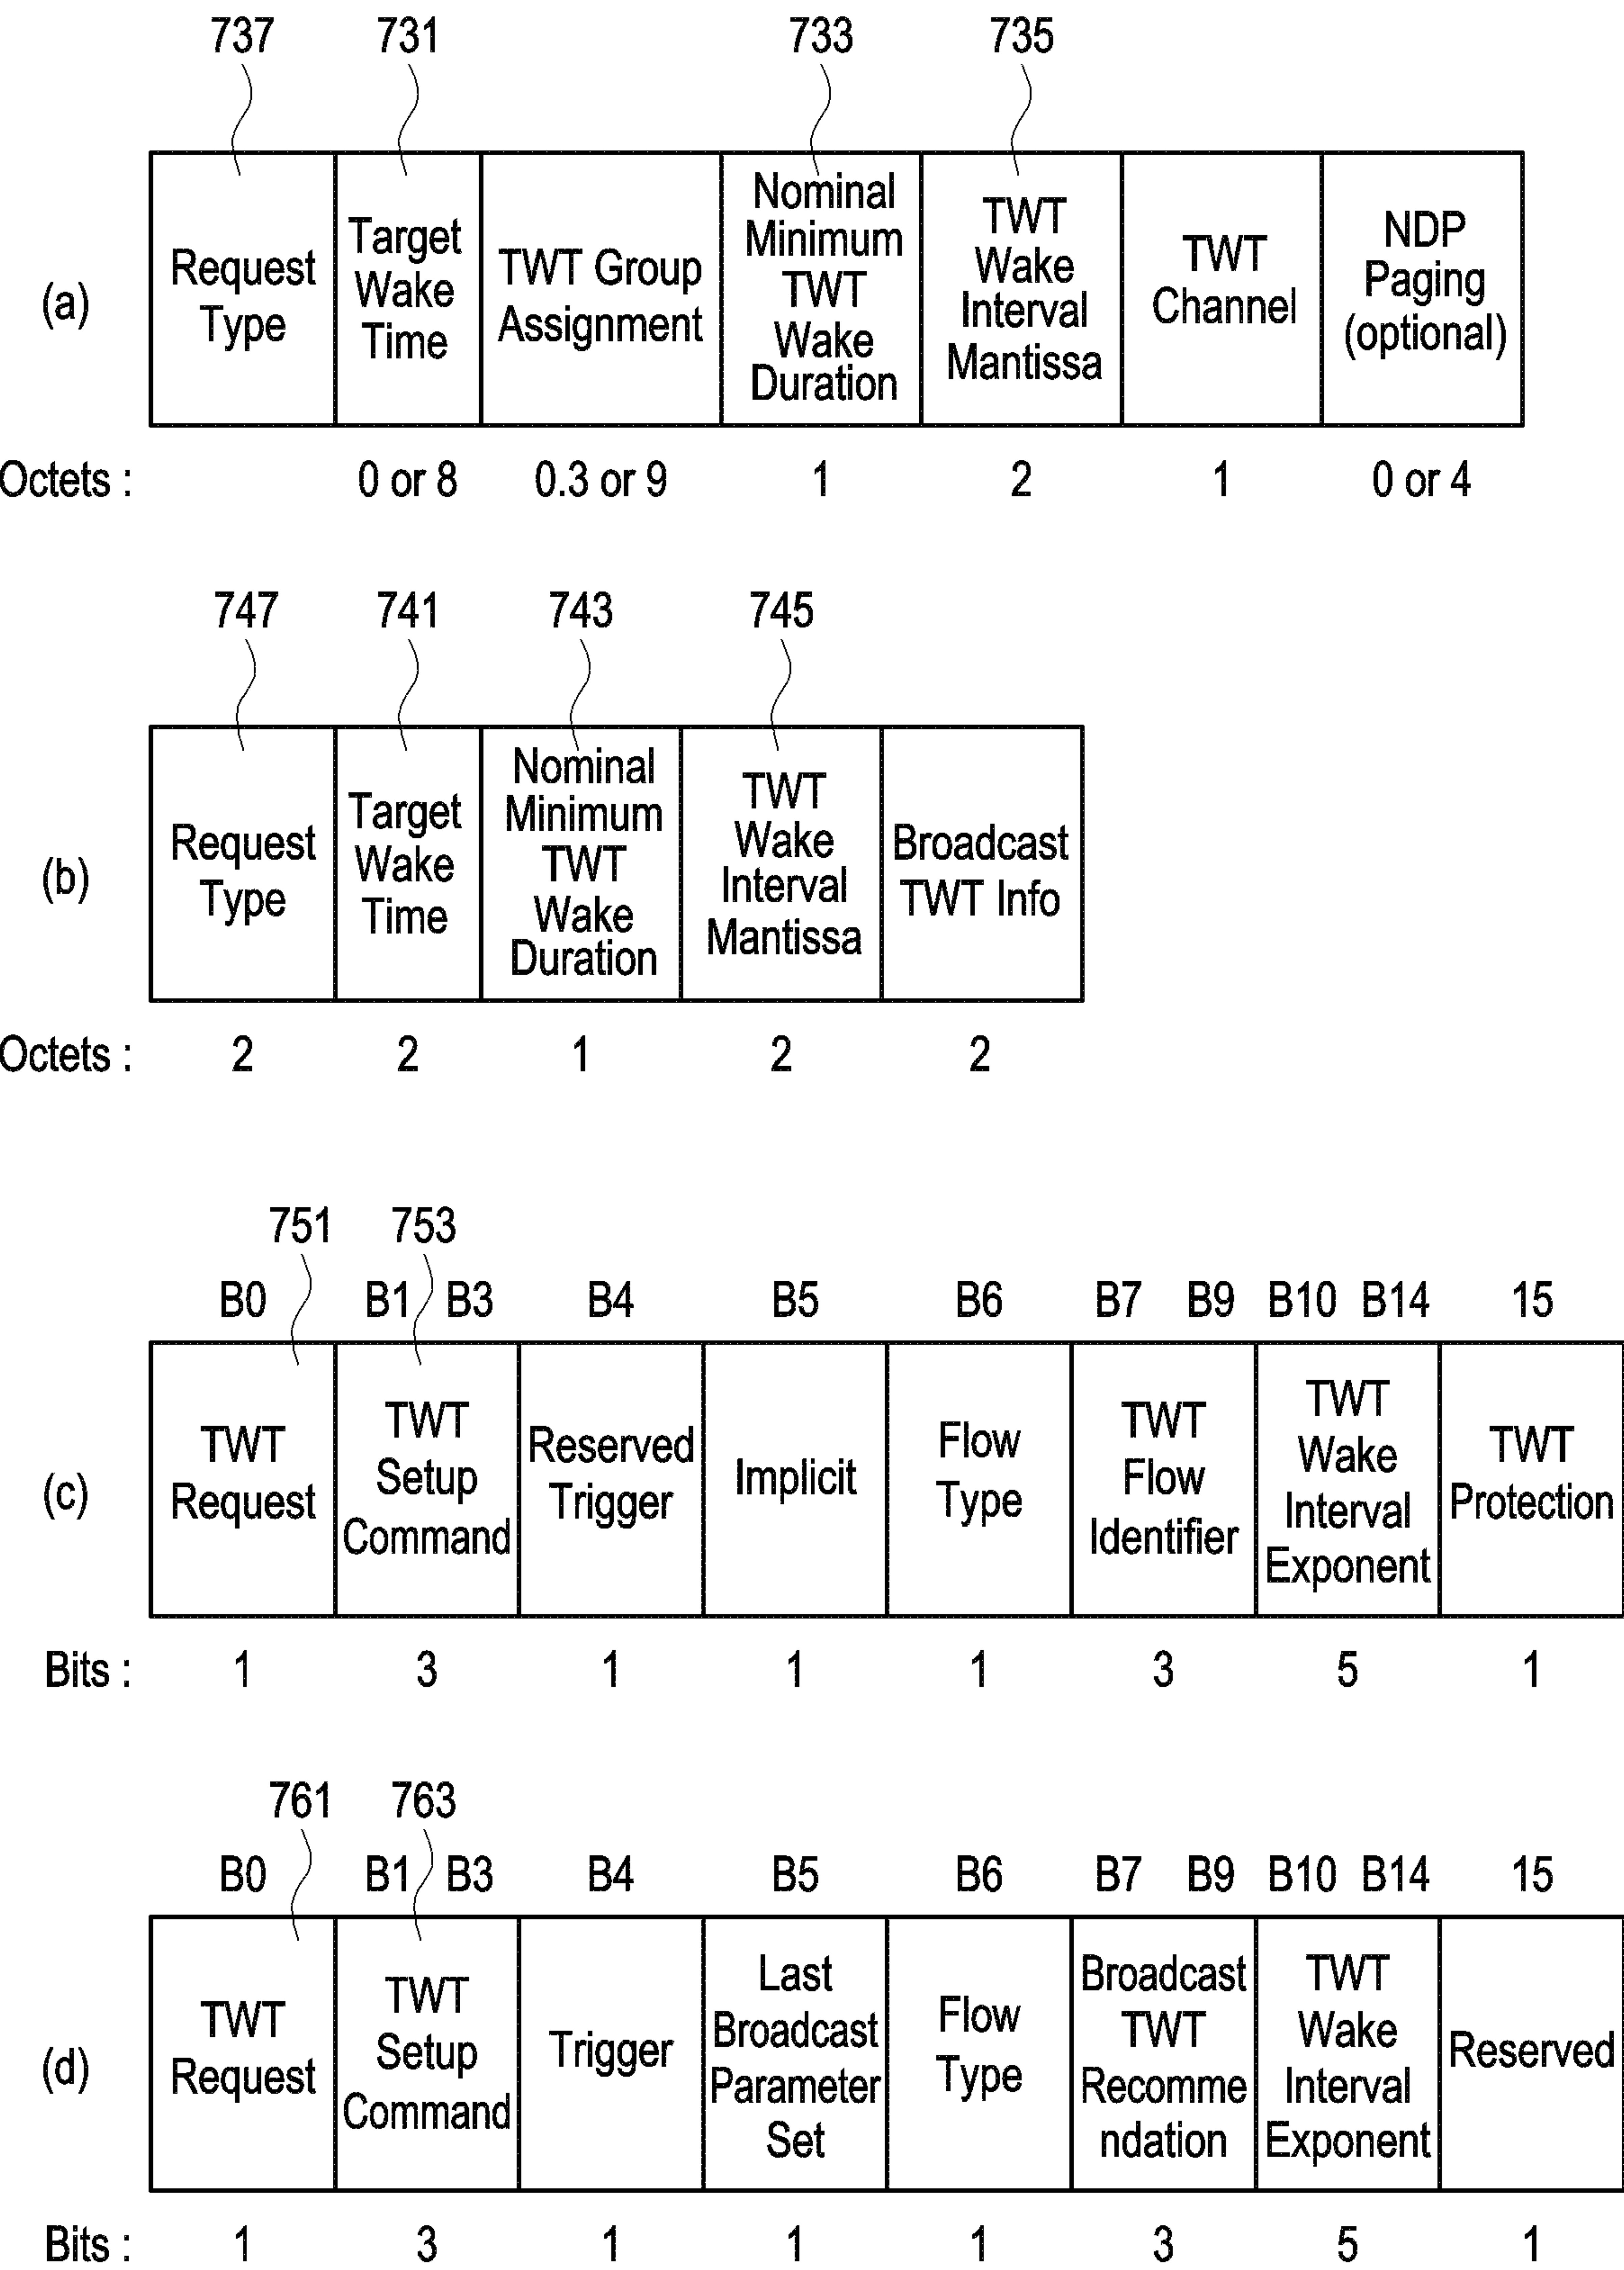 737 731 733 735
(a)
Request
Type
Target
Wake
Time
TWT Group
Assignment
Nominal
Minimum
TWT
Wake
Duration
TWT
Wake
Interval
Mantissa
TWT
Channel
NDP
Paging
(optional)
Octets : 0 or 8 0.3 or 9 1 2 1 0 or 4
747 741 743 745
(b)
Request
Type
Target
Wake
Time
Nominal
Minimum
TWT
Wake
Duration
TWT
Wake
Interval
Mantissa
Broadcast
TWT Info
Octets : 2 2 1 2 2
751 753
B0 B1 B3 B4 B5 B6 B7 B9 B10 B14 15
(c)
TWT
Request
TWT
Setup
Command
Reserved
Trigger
Implicit
Flow
Type
TWT
Flow
Identifier
TWT
Wake
Interval
Exponent
TWT
Protection
Bits : 1 3 1 1 1 3 5 1
761 763
B0 B1 B3 B4 B5 B6 B7 B9 B10 B14 15
(d)
TWT
Request
TWT
Setup
Command
Trigger
Last
Broadcast
Parameter
Set
Flow
Type
Broadcast
TWT
Recomme
ndation
TWT
Wake
Interval
Exponent
Reserved
Bits : 1 3 1 1 1 3 5 1